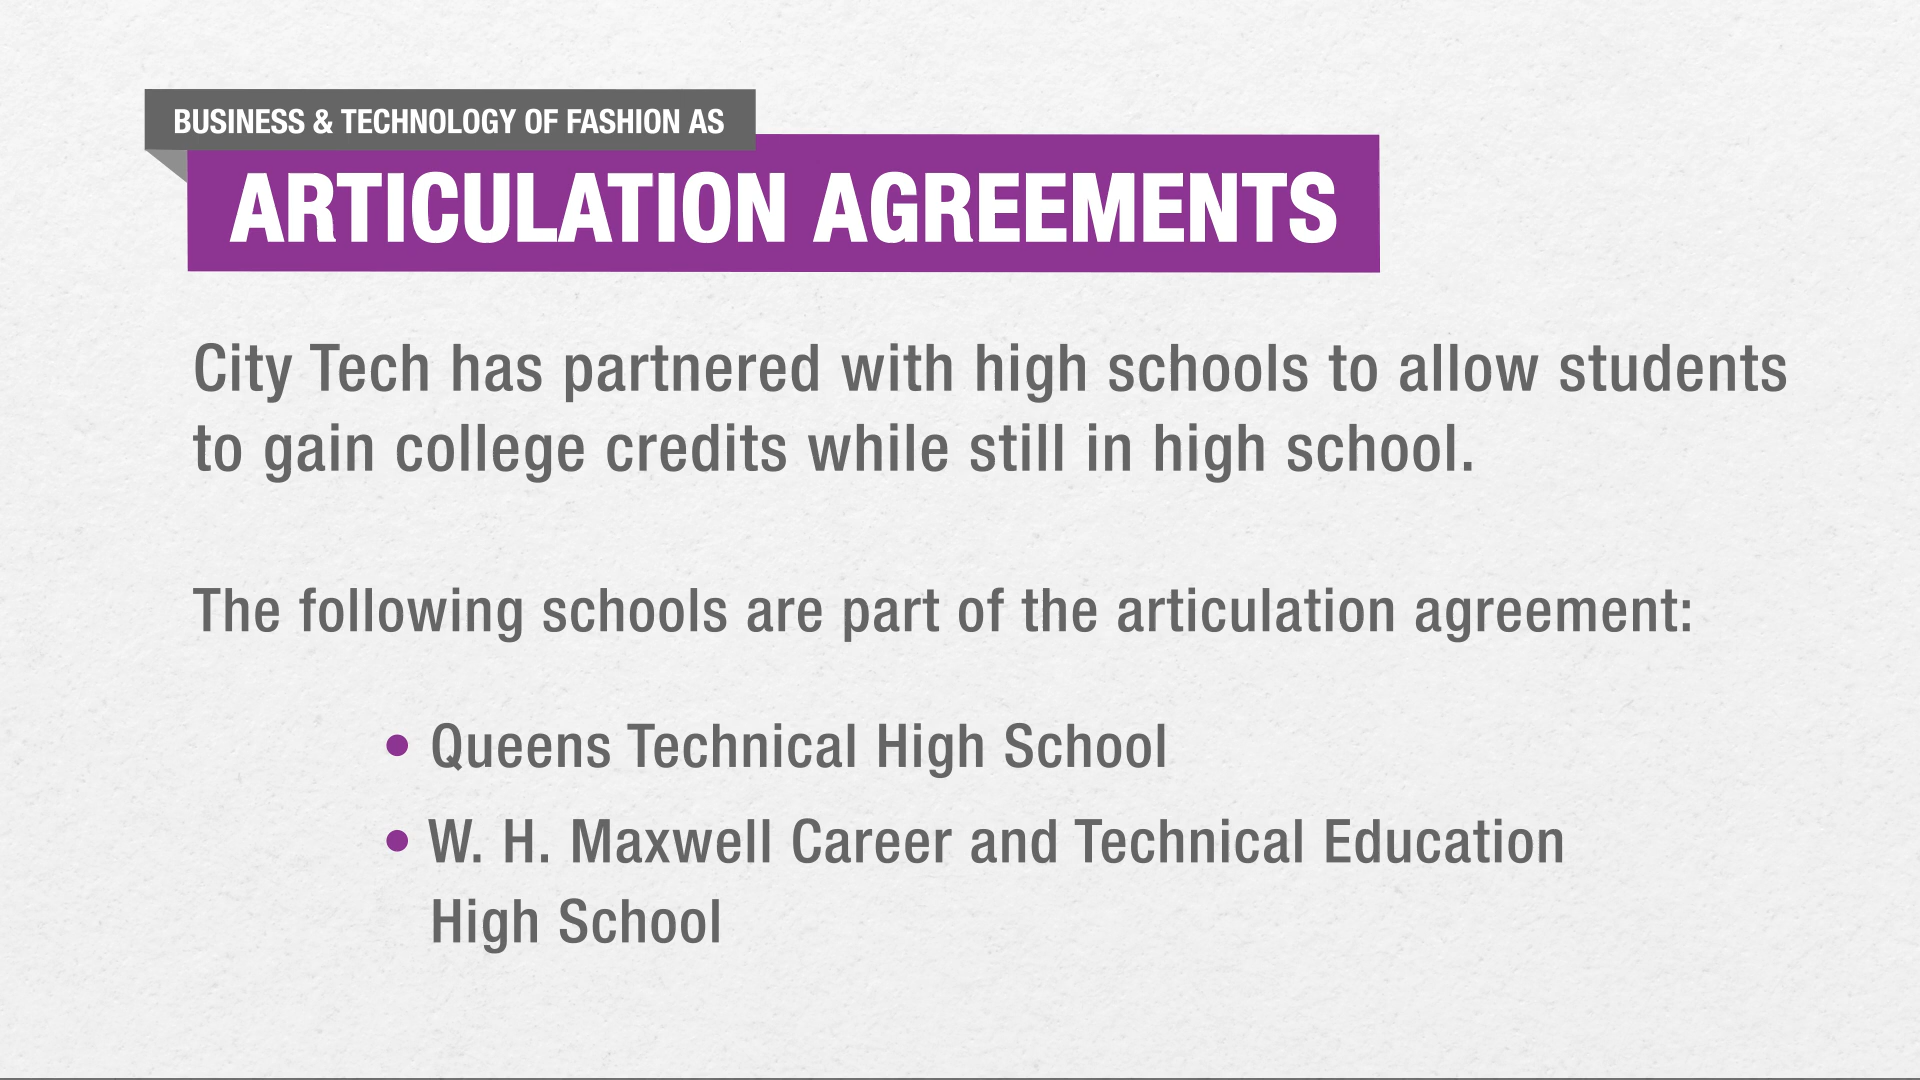 BUSINESS & TECHNOLOGY OF FASHION AS
ARTICULATION AGREEMENTS
City Tech has partnered with high schools to allow students
to gain college credits while still in high school.
The following schools are part of the articulation agreement:
• Queens Technical High School
• W. H. Maxwell Career and Technical Education
High School